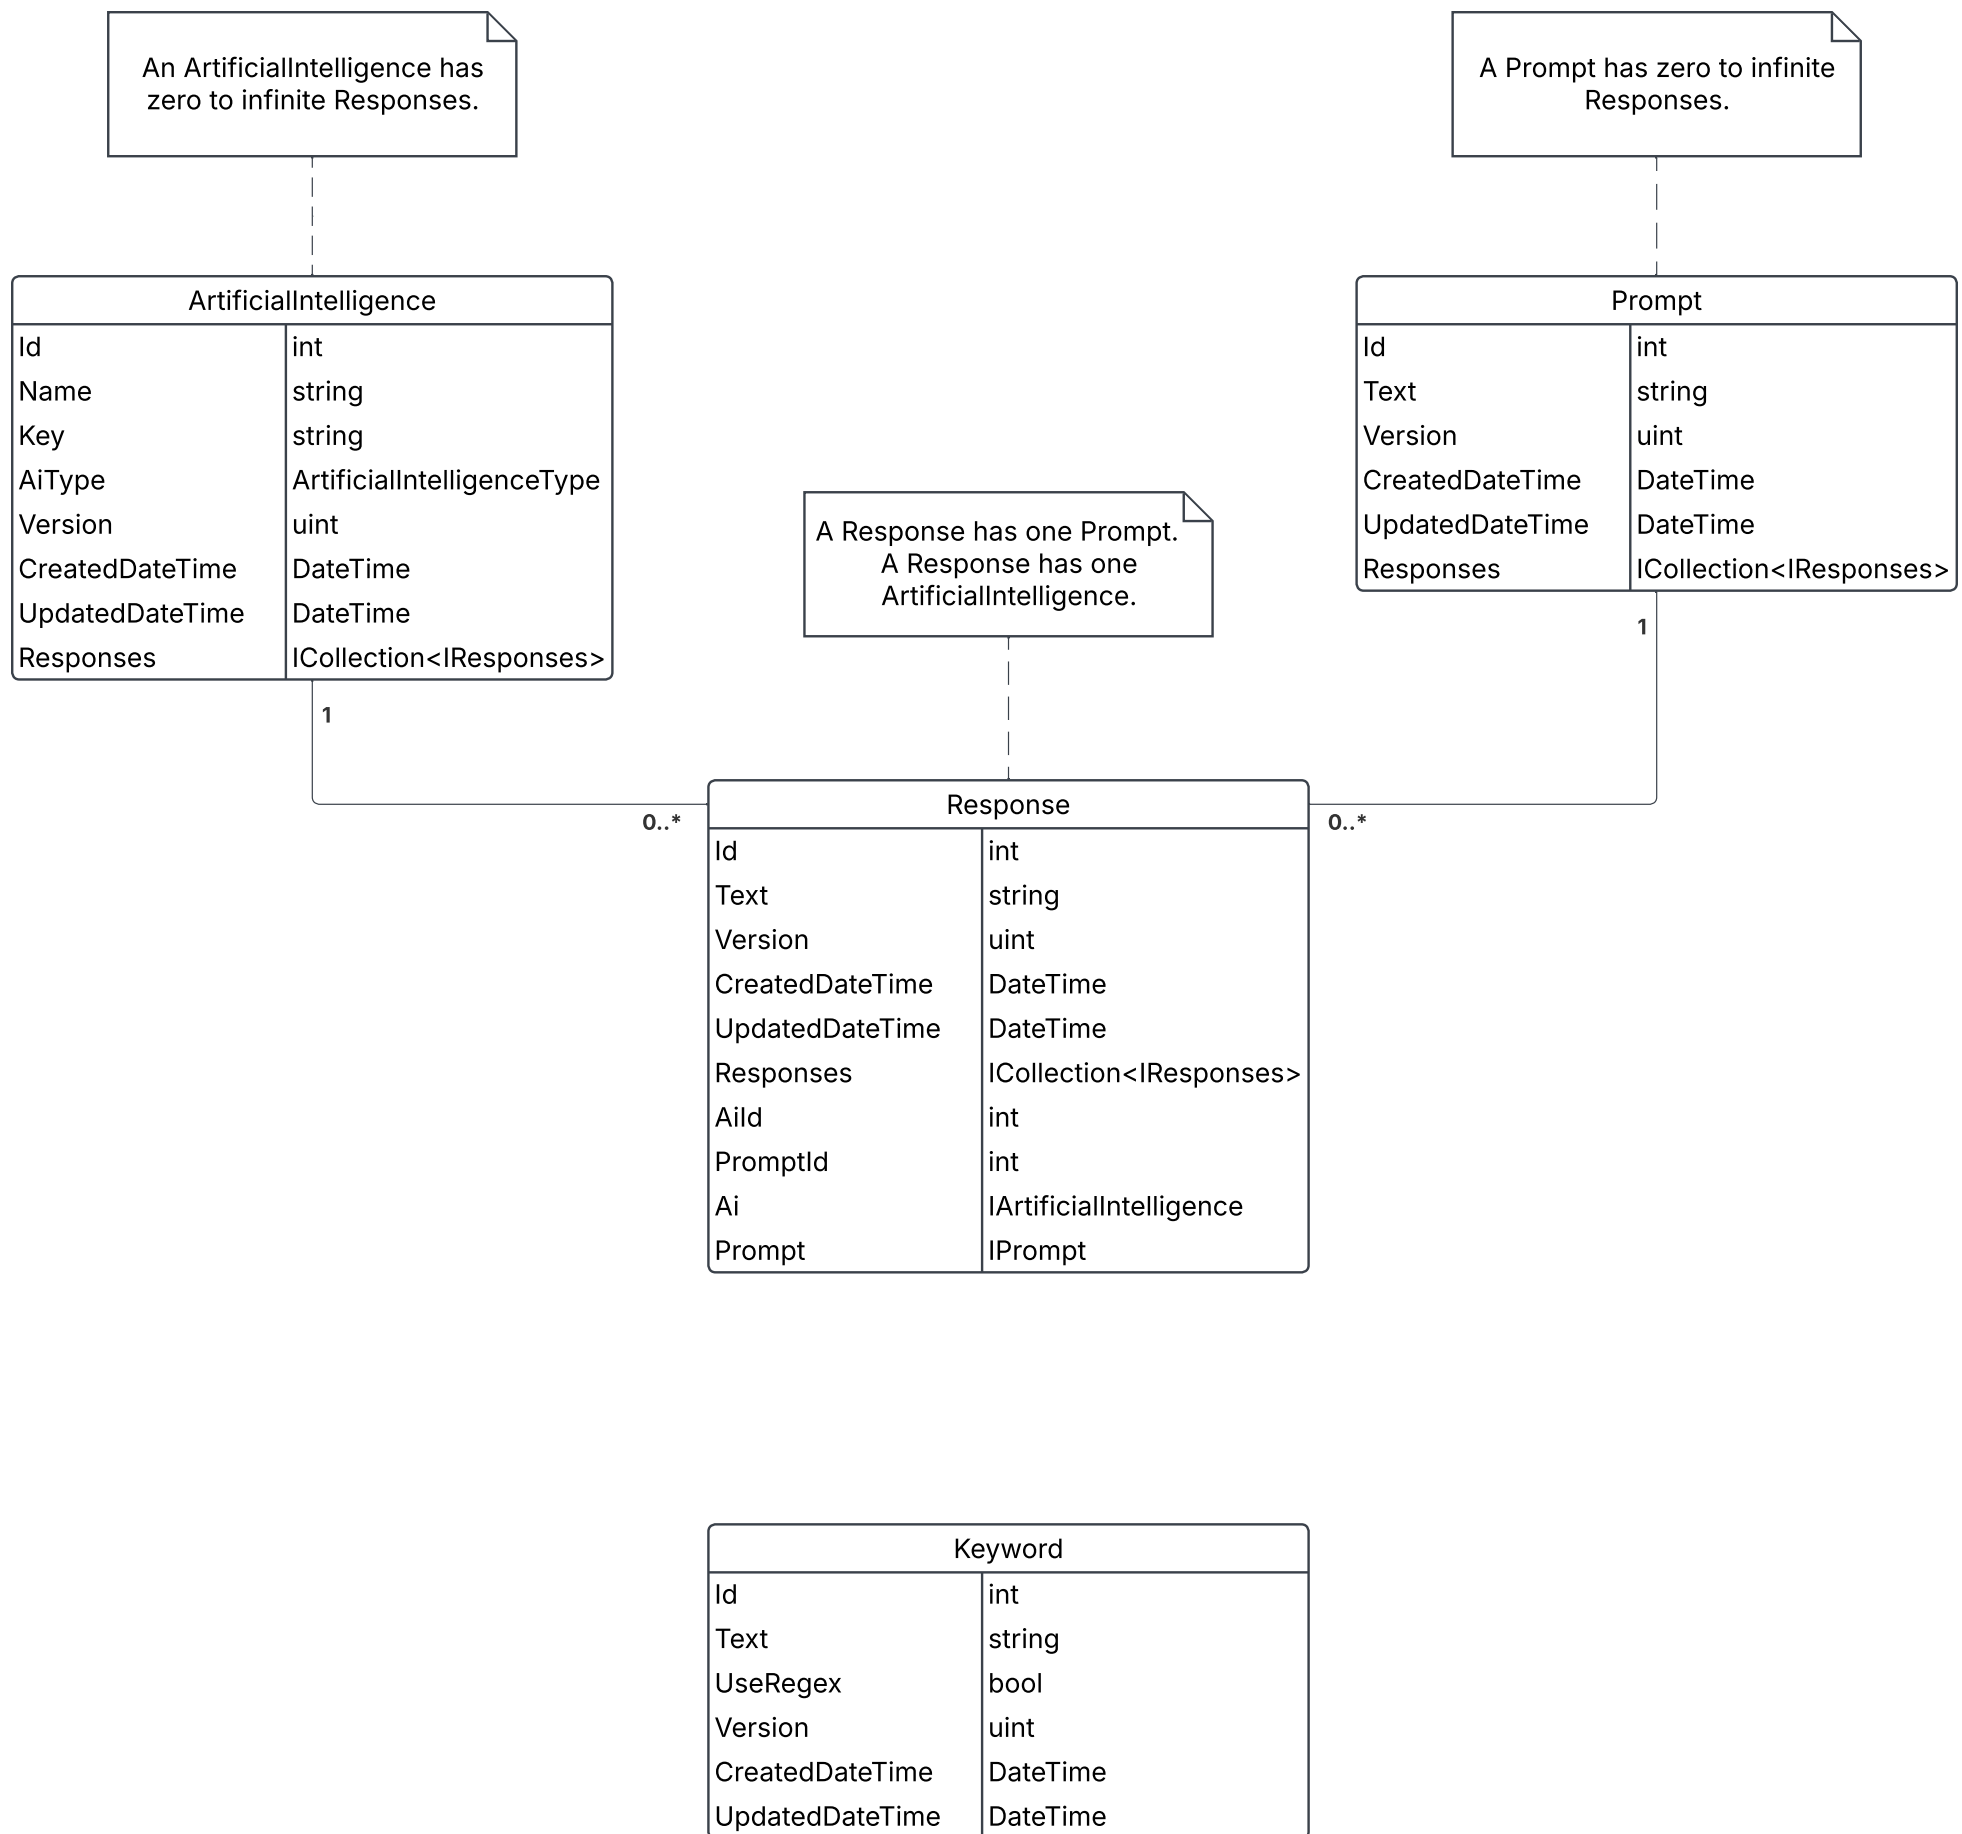 An ArtificialIntelligence has
zero to infinite Responses.
A Prompt has zero to infinite
Responses.
ArtificialIntelligence
Id int
Name string
Key string
AiType ArtificialIntelligenceType
Version uint
CreatedDateTime DateTime
UpdatedDateTime DateTime
Responses ICollection<IResponses>
1
Prompt
Id int
Text string
Version uint
CreatedDateTime DateTime
UpdatedDateTime DateTime
Responses ICollection<IResponses>
1
A Response has one Prompt.
A Response has one
ArtificialIntelligence.
0..*
0..*
Response
Id int
Text string
Version uint
CreatedDateTime DateTime
UpdatedDateTime DateTime
Responses ICollection<IResponses>
AiId int
PromptId int
Ai IArtificialIntelligence
Prompt IPrompt
Keyword
Id int
Text string
UseRegex bool
Version uint
CreatedDateTime DateTime
UpdatedDateTime DateTime